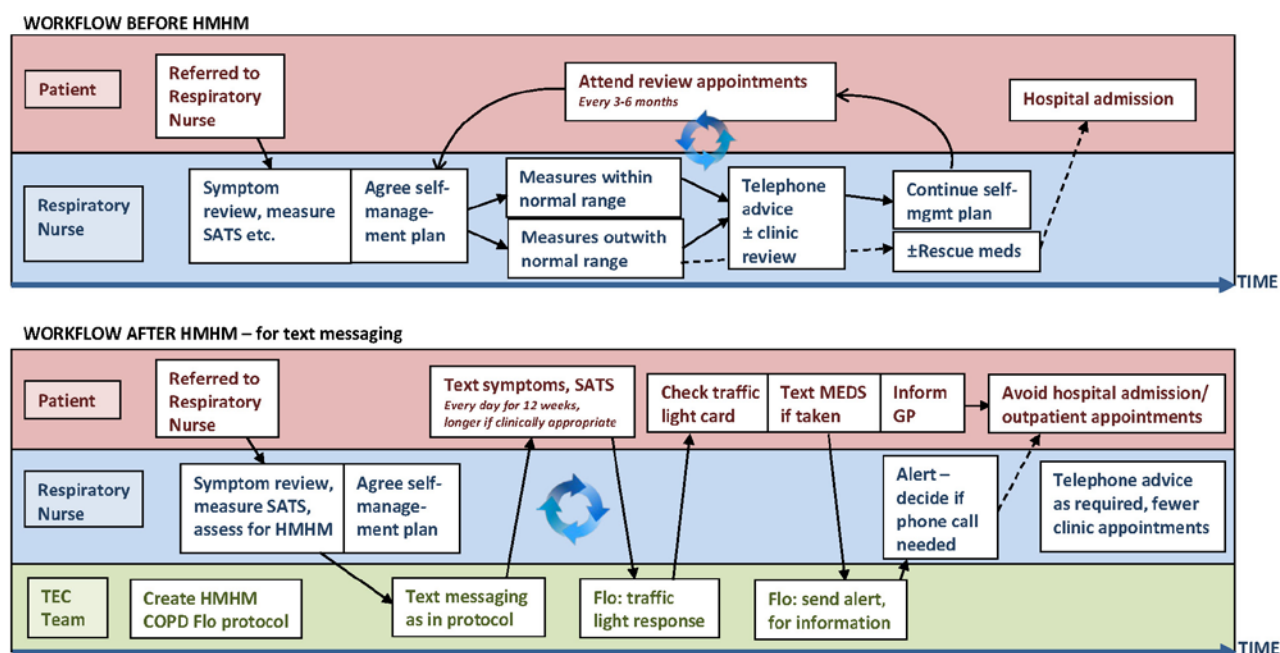 WORKFLOW BEFORE HMHM
Patient
Referred to
Respiratory
Nurse
Attend review appointments
Every 3-6 months
Hospital admission
Respiratory
Nurse
Symptom
review, measure
SATS etc.
Agree self-
manage-
ment plan
Measures within
normal range
Measures outwith
normal range
Telephone
advice
± clinic
review
Continue self-
mgmt plan
±Rescue meds
TIME
WORKFLOW AFTER HMHM – for text messaging
Patient
Referred to
Respiratory
Nurse
Text symptoms, SATS
Every day for 12 weeks,
longer if clinically appropriate
Check traffic
light card
Text MEDS
if taken
Inform
GP
Avoid hospital admission/
outpatient appointments
Respiratory
Nurse
Symptom review,
measure SATS,
assess for HMHM
Agree self-
manage-
ment plan
Alert –
decide if
phone call
needed
Telephone advice
as required, fewer
clinic appointments
TEC
Team
Create HMHM
COPD Flo protocol
Text messaging
as in protocol
Flo: traffic
light response
Flo: send alert,
for information
TIME